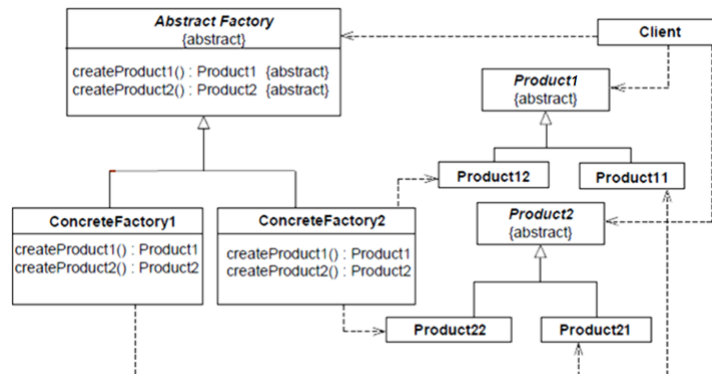 Abstract Factory
{abstract}
createProduct1() : Product1 {abstract}
createProduct2() : Product2 {abstract}
Client
Product1
{abstract}
Product12
Product11
ConcreteFactory1
createProduct1() : Product1
createProduct2() : Product2
ConcreteFactory2
createProduct1() : Product1
createProduct2() : Product2
Product2
{abstract}
Product22
Product21